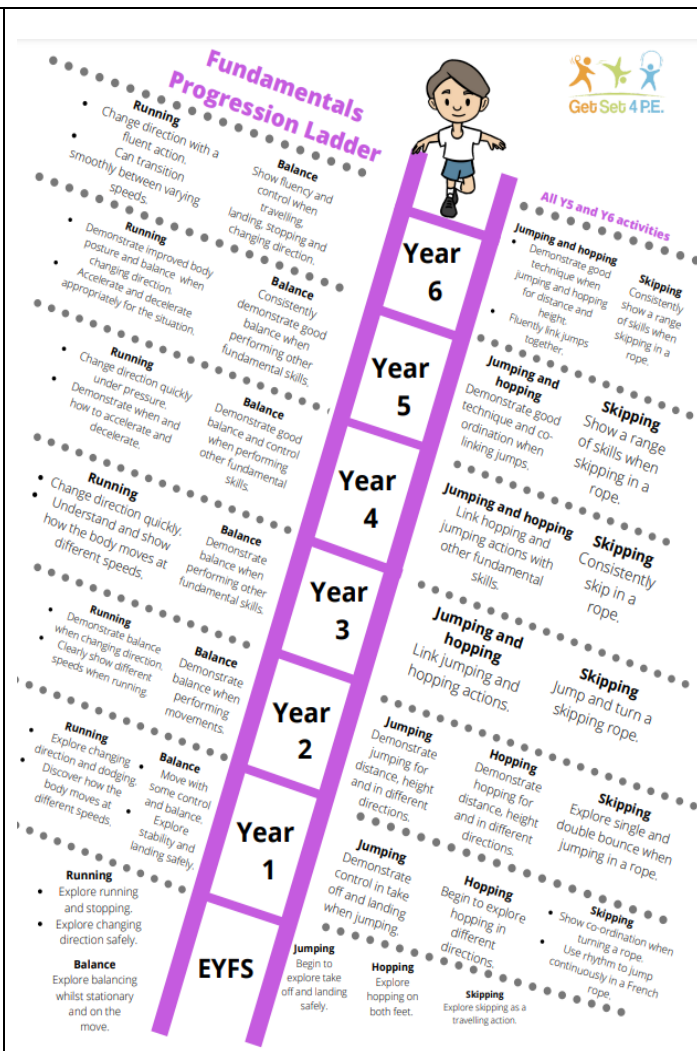 Fundamentals
Progression Ladder
Get Set 4 P.E.
Running
Change direction with a
fluent action.
Can transition
smoothly between varying
speeds.
Balance
Show fluency and
control when
travelling,
landing, stopping and
changing direction.
Year
6
All Y5 and Y6 activities
Jumping and hopping
Demonstrate good
technique when
jumping and hopping
for distance and
height.
Fluently link jumps
together.
Skipping
Consistently
show a range
of skills when
skipping in a
rope.
Running
Demonstrate improved body
posture and balance when
changing direction.
Accelerate and decelerate
appropriately for the situation.
Balance
Consistently
demonstrate good
balance when
performing other
fundamental skills.
Year
5
Jumping and
hopping
Demonstrate good
technique and co-
ordination when
linking jumps.
Skipping
Show a range
of skills when
skipping in a
rope.
Running
Change direction quickly
under pressure.
Demonstrate when and
how to accelerate and
decelerate.
Balance
Demonstrate good
balance and control
when performing
other fundamental
skills.
Year
4
Jumping and hopping
Link hopping and
jumping actions with
other fundamental
skills.
Skipping
Consistently
skip in a
rope.
Running
Change direction quickly.
Understand and show
how the body moves at
different speeds.
Balance
Demonstrate
balance when
performing other
fundamental skills.
Year
3
Jumping and
hopping
Link jumping and
hopping actions.
Skipping
Jump and turn a
skipping rope.
Running
Demonstrate balance
when changing direction.
Clearly show different
speeds when running.
Balance
Demonstrate
balance when
performing
movements.
Year
2
Jumping
Demonstrate
jumping for
distance, height
and in different
directions.
Hopping
Demonstrate
hopping for
distance, height
and in different
directions.
Skipping
Explore single and
double bounce when
jumping in a rope.
Running
Explore changing
direction and dodging.
Discover how the
body moves at
different speeds.
Balance
Move with
some control
and balance.
Explore
stability and
landing safely.
Year
1
Jumping
Demonstrate
control in take
off and landing
when jumping.
Hopping
Begin to explore
hopping in
different
directions.
Skipping
Show co-ordination when
turning a rope.
Use rhythm to jump
continuously in a French
rope.
Running
Explore running
and stopping.
Explore changing
direction safely.
Balance
Explore balancing
whilst stationary
and on the
move.
EYFS
Jumping
Begin to
explore take
off and landing
safely.
Hopping
Explore
hopping on
both feet.
Skipping
Explore skipping as a
travelling action.